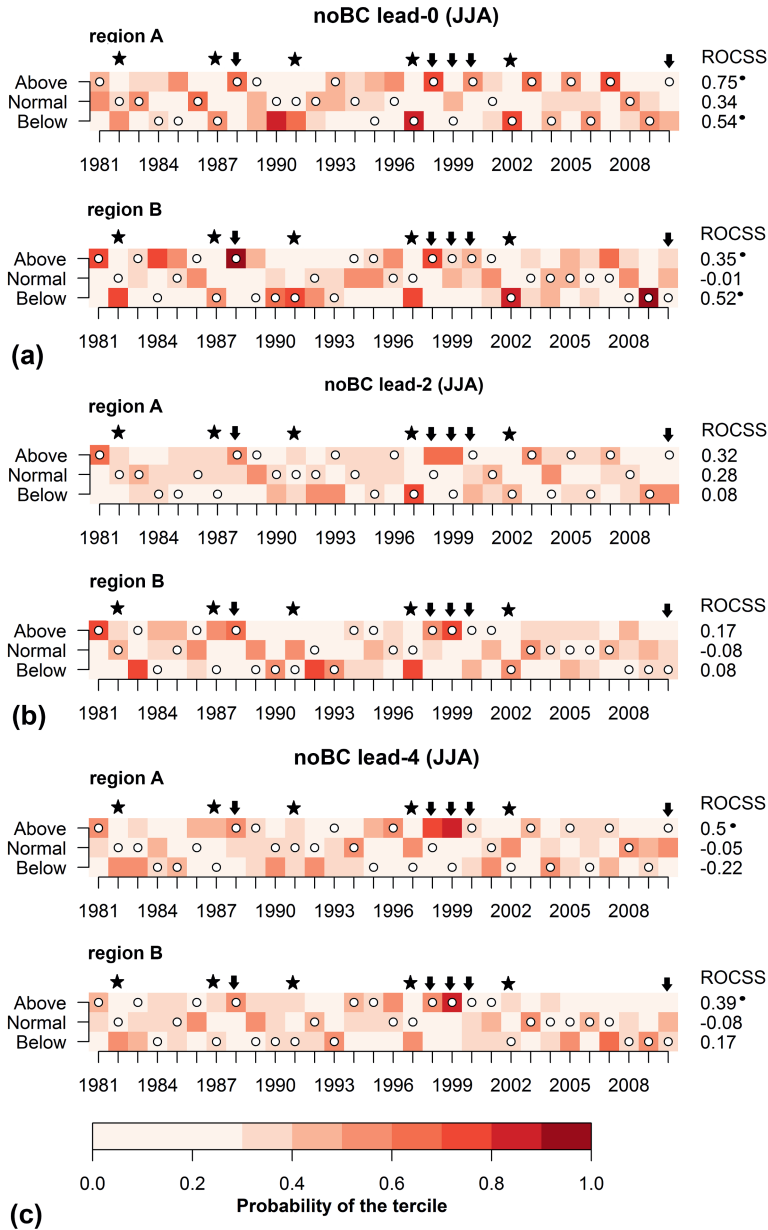 noBC lead-0 (JJA)
region A
ROCSS
Above 0.75•
Normal 0.34
Below 0.54•
1981 1984 1987 1990 1993 1996 1999 2002 2005 2008
region B
ROCSS
Above 0.35•
Normal -0.01
Below 0.52•
1981 1984 1987 1990 1993 1996 1999 2002 2005 2008
(a)
noBC lead-2 (JJA)
region A
ROCSS
Above 0.32
Normal 0.28
Below 0.08
1981 1984 1987 1990 1993 1996 1999 2002 2005 2008
region B
ROCSS
Above 0.17
Normal -0.08
Below 0.08
1981 1984 1987 1990 1993 1996 1999 2002 2005 2008
(b)
noBC lead-4 (JJA)
region A
ROCSS
Above 0.5•
Normal -0.05
Below -0.22
1981 1984 1987 1990 1993 1996 1999 2002 2005 2008
region B
ROCSS
Above 0.39•
Normal -0.08
Below 0.17
1981 1984 1987 1990 1993 1996 1999 2002 2005 2008
0.0 0.2 0.4 0.6 0.8 1.0
Probability of the tercile
(c)